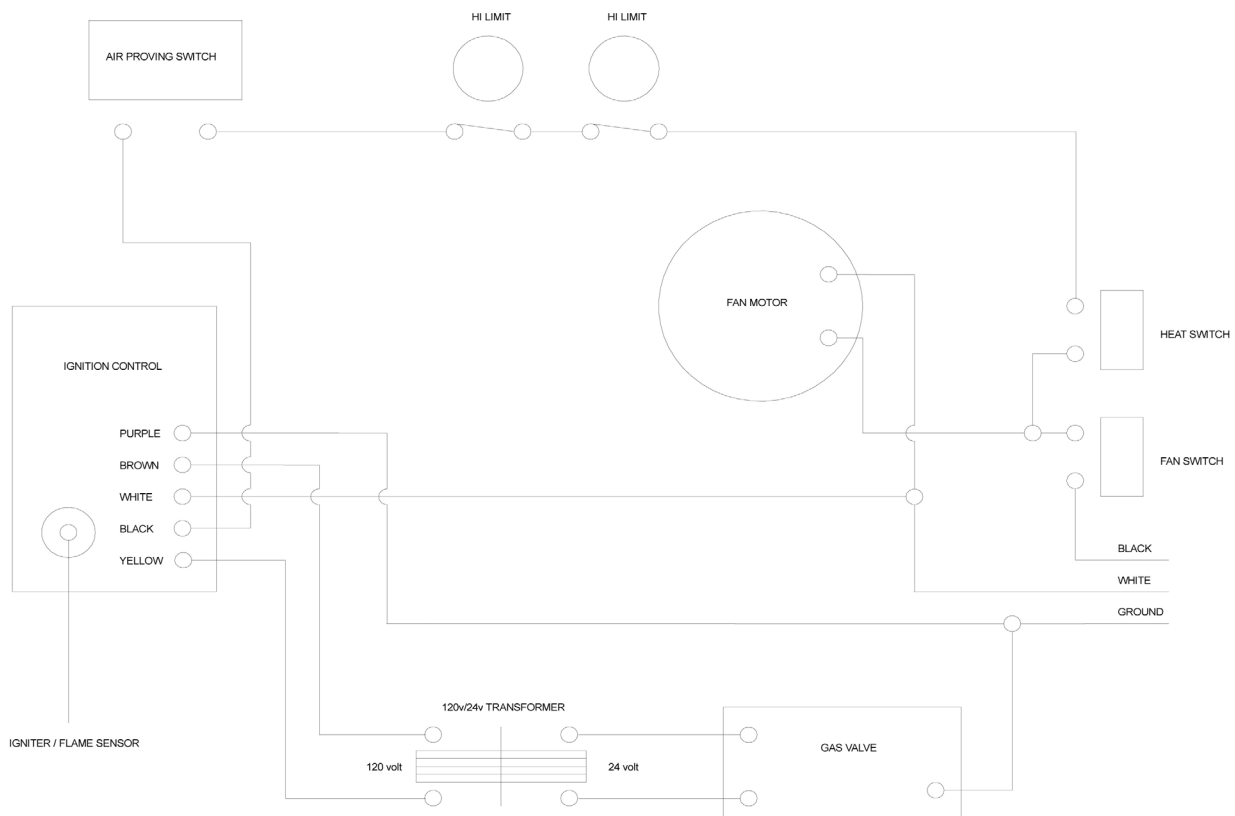 HI LIMIT
HI LIMIT
AIR PROVING SWITCH
FAN MOTOR
HEAT SWITCH
IGNITION CONTROL
PURPLE
BROWN
WHITE
BLACK
YELLOW
FAN SWITCH
BLACK
WHITE
GROUND
IGNITER / FLAME SENSOR
120v/24v TRANSFORMER
120 volt
24 volt
GAS VALVE